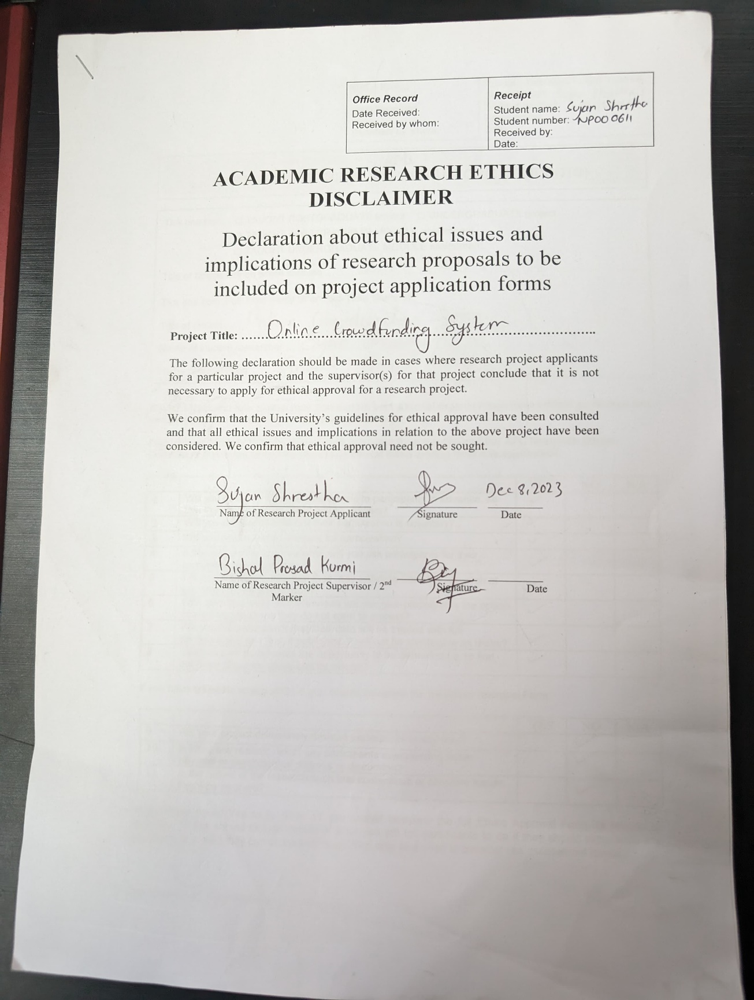 Office Record
Date Received:
Received by whom:
Receipt
Student name: Sujan Shrestha
Student number: NP000611
Received by:
Date:
ACADEMIC RESEARCH ETHICS
DISCLAIMER
Declaration about ethical issues and
implications of research proposals to be
included on project application forms
Project Title: ...... Online Crowdfunding System ......
The following declaration should be made in cases where research project applicants
for a particular project and the supervisor(s) for that project conclude that it is not
necessary to apply for ethical approval for a research project.
We confirm that the University's guidelines for ethical approval have been consulted
and that all ethical issues and implications in relation to the above project have been
considered. We confirm that ethical approval need not be sought.
Sujan Shrestha Dec 8, 2023
Name of Research Project Applicant Signature Date
Bishal Prasad Kurmi
Name of Research Project Supervisor / 2nd Signature Date
Marker